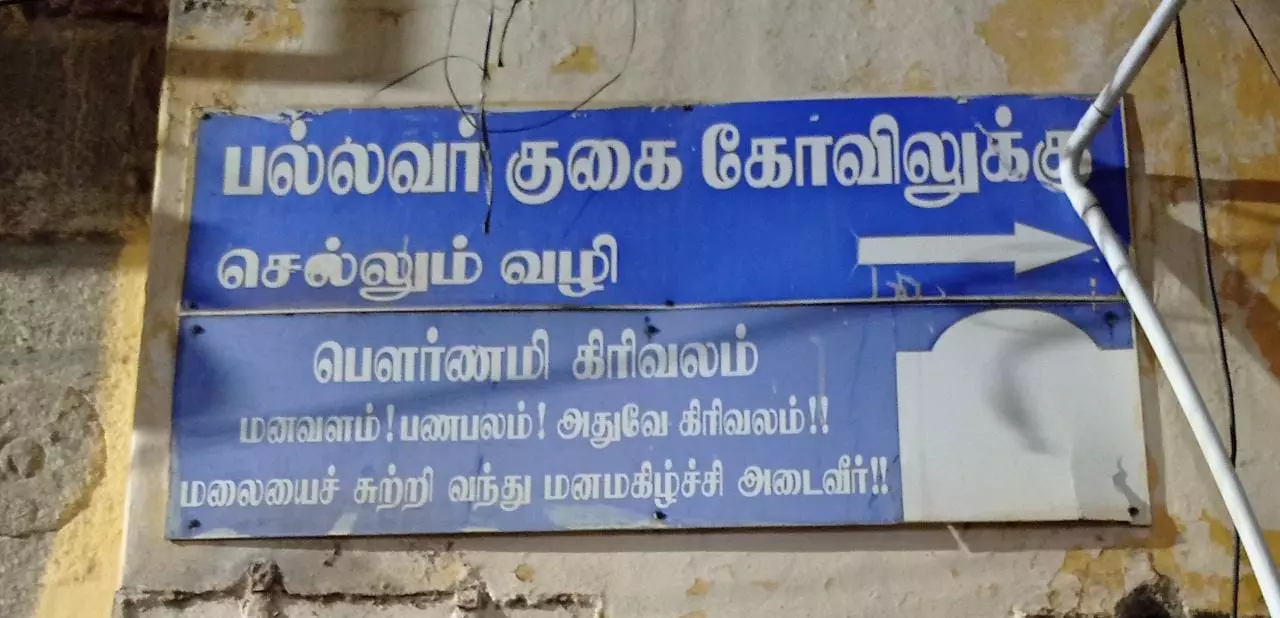 பல்லவர் குகை கோவிலுக்கு
செல்லும் வழி
பௌர்ணமி கிரிவலம்
மனவளம்! பணபலம்! அதுவே கிரிவலம்!!
மலையைச் சுற்றி வந்து மனமகிழ்ச்சி அடைவீர்!!